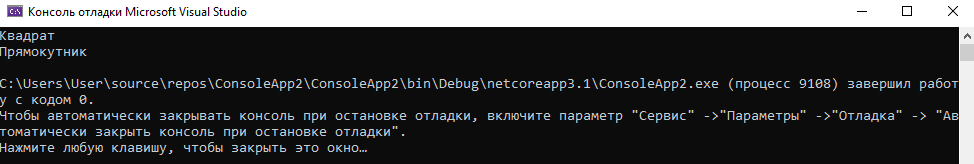 Консоль отладки Microsoft Visual Studio
Квадрат
Прямокутник
C:\Users\User\source\repos\ConsoleApp2\ConsoleApp2\bin\Debug\netcoreapp3.1\ConsoleApp2.exe (процесс 9108) завершил работ
у с кодом 0.
Чтобы автоматически закрывать консоль при остановке отладки, включите параметр "Сервис" ->"Параметры" ->"Отладка" -> "Ав
томатически закрыть консоль при остановке отладки".
Нажмите любую клавишу, чтобы закрыть это окно…